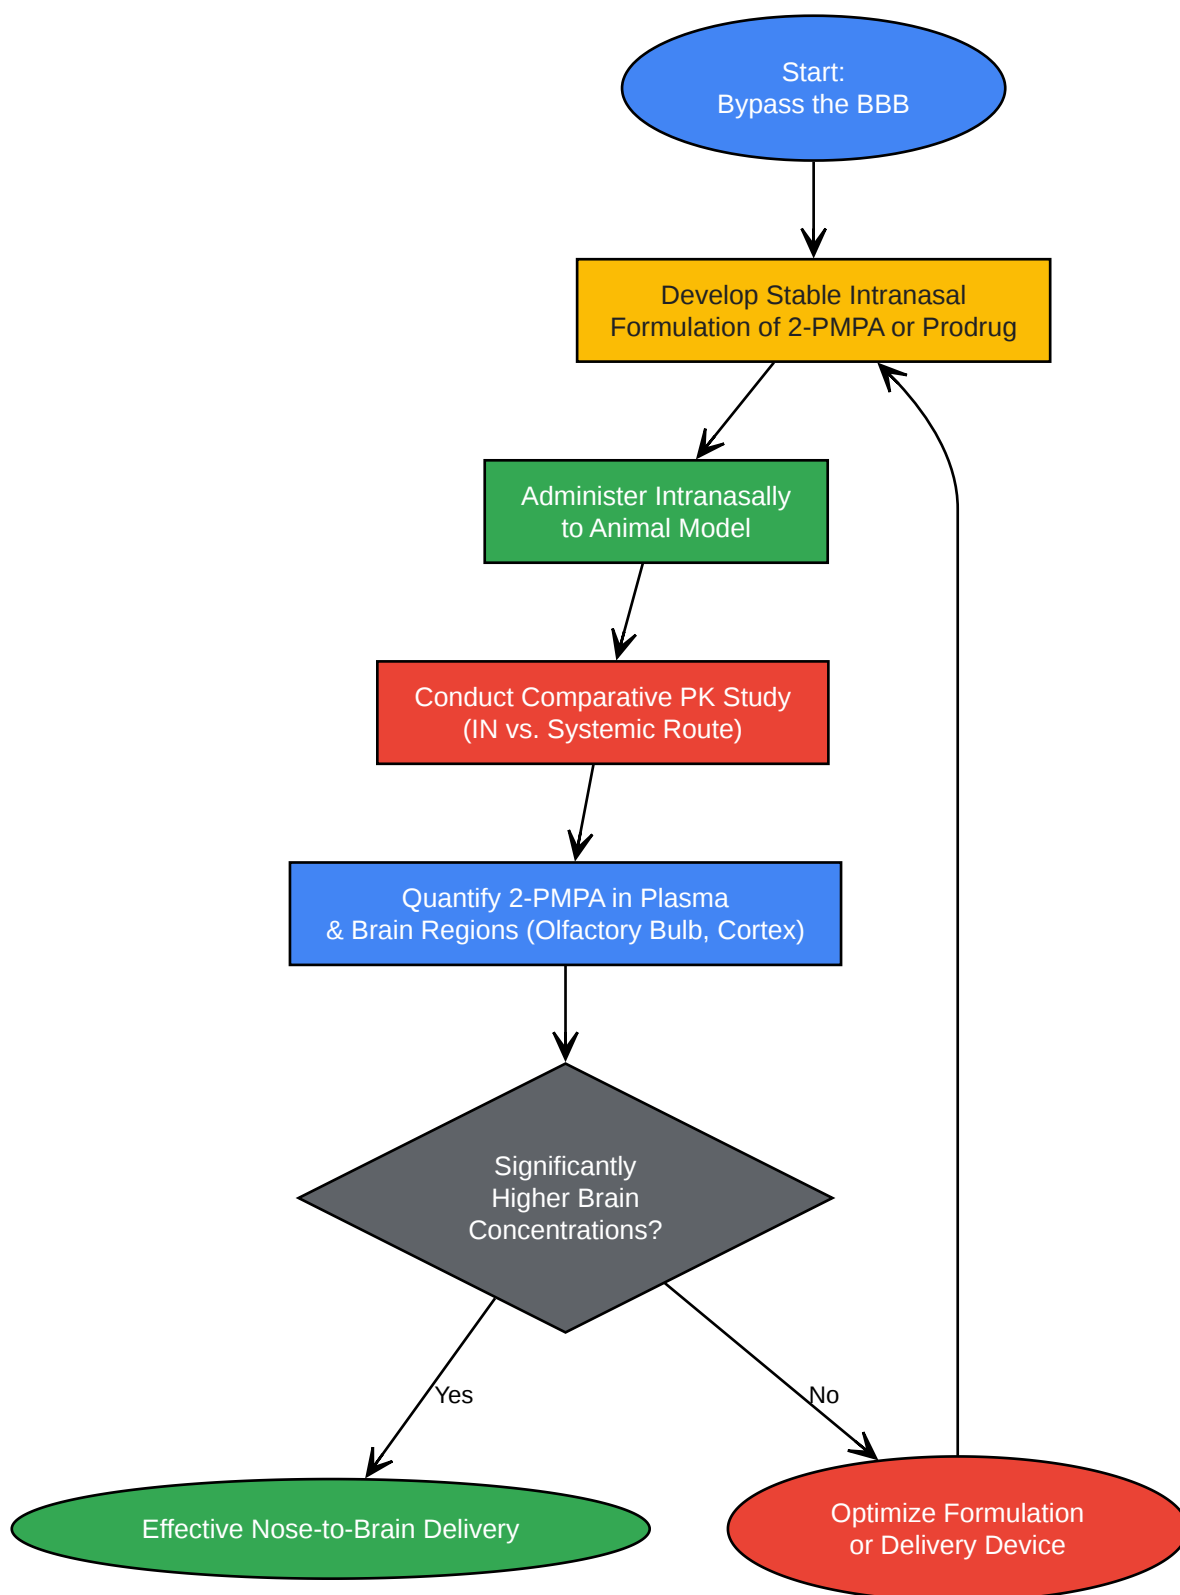 Start:
Bypass the BBB
Develop Stable Intranasal
Formulation of 2-PMPA or Prodrug
Administer Intranasally
to Animal Model
Conduct Comparative PK Study
(IN vs. Systemic Route)
Quantify 2-PMPA in Plasma
& Brain Regions (Olfactory Bulb, Cortex)
Significantly
Higher Brain
Concentrations?
Yes
No
Effective Nose-to-Brain Delivery
Optimize Formulation
or Delivery Device